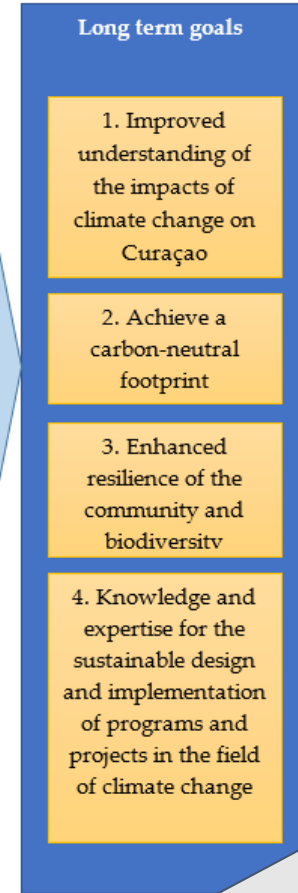 Long term goals
1. Improved
understanding of
the impacts of
climate change on
Curaçao
2. Achieve a
carbon-neutral
footprint
3. Enhanced
resilience of the
community and
biodiversity
4. Knowledge and
expertise for the
sustainable design
and implementation
of programs and
projects in the field
of climate change